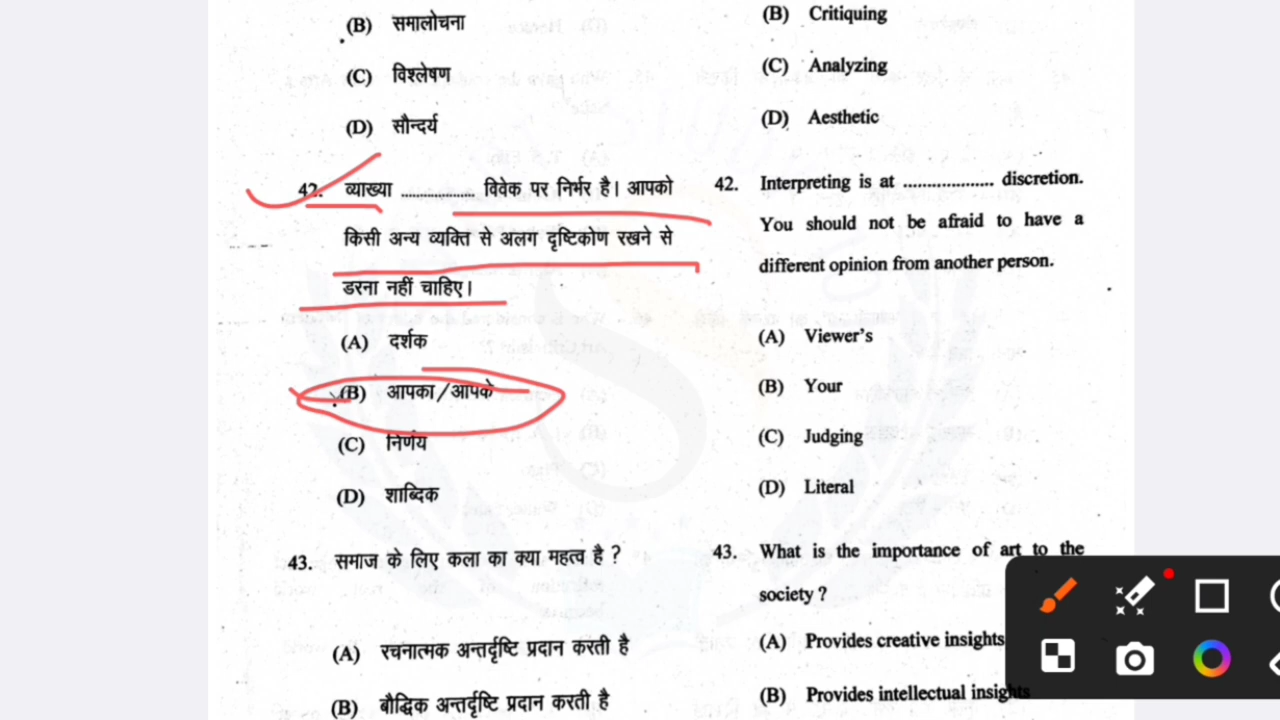 (B) समालोचना
(C) विश्लेषण
(D) सौन्दर्य
42. व्याख्या .................... विवेक पर निर्भर है। आपको
किसी अन्य व्यक्ति से अलग दृष्टिकोण रखने से
डरना नहीं चाहिए।
(A) दर्शक
(B) आपका/आपके
(C) निर्णय
(D) शाब्दिक
43. समाज के लिए कला का क्या महत्व है ?
(A) रचनात्मक अन्तर्दृष्टि प्रदान करती है
(B) बौद्धिक अन्तर्दृष्टि प्रदान करती है
(B) Critiquing
(C) Analyzing
(D) Aesthetic
42. Interpreting is at .................... discretion.
You should not be afraid to have a
different opinion from another person.
(A) Viewer's
(B) Your
(C) Judging
(D) Literal
43. What is the importance of art to the
society ?
(A) Provides creative insights
(B) Provides intellectual insights